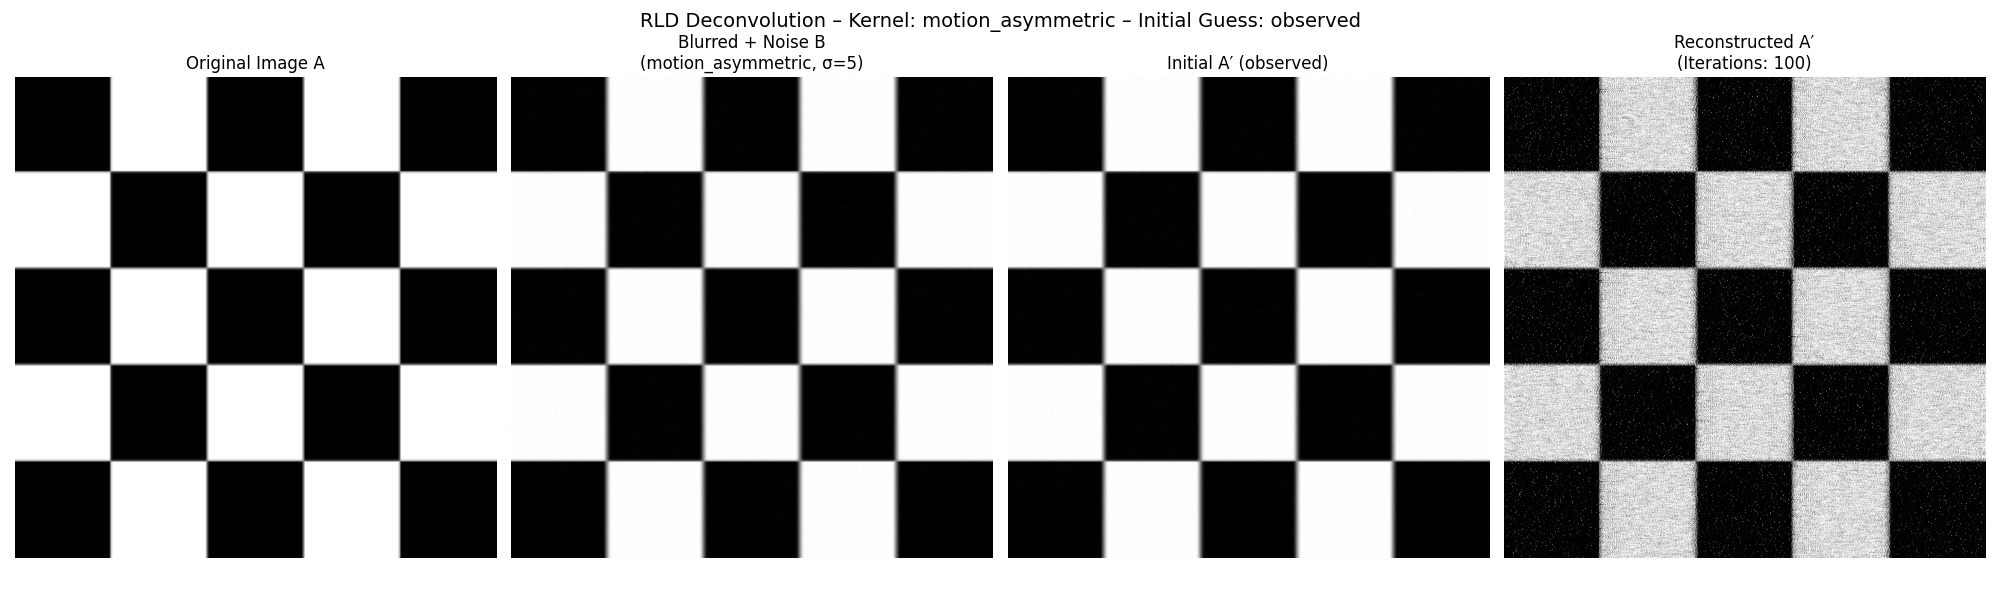 RLD Deconvolution – Kernel: motion_asymmetric – Initial Guess: observed
Original Image A
Blurred + Noise B
(motion_asymmetric, σ=5)
Initial A′ (observed)
Reconstructed A′
(Iterations: 100)